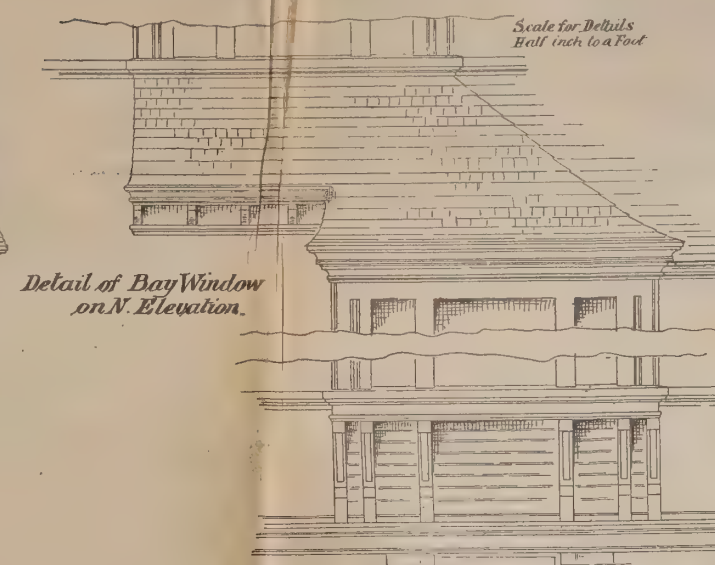 Scale for Details
Half inch to a Foot
Detail of Bay Window
on N. Elevation.